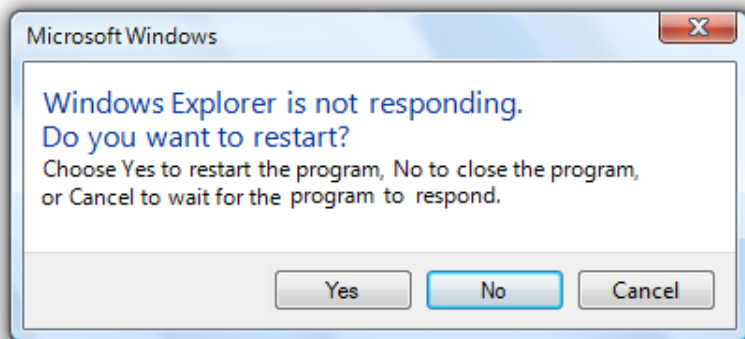 Microsoft Windows
Windows Explorer is not responding.
Do you want to restart?
Choose Yes to restart the program, No to close the program,
or Cancel to wait for the program to respond.
Yes No Cancel